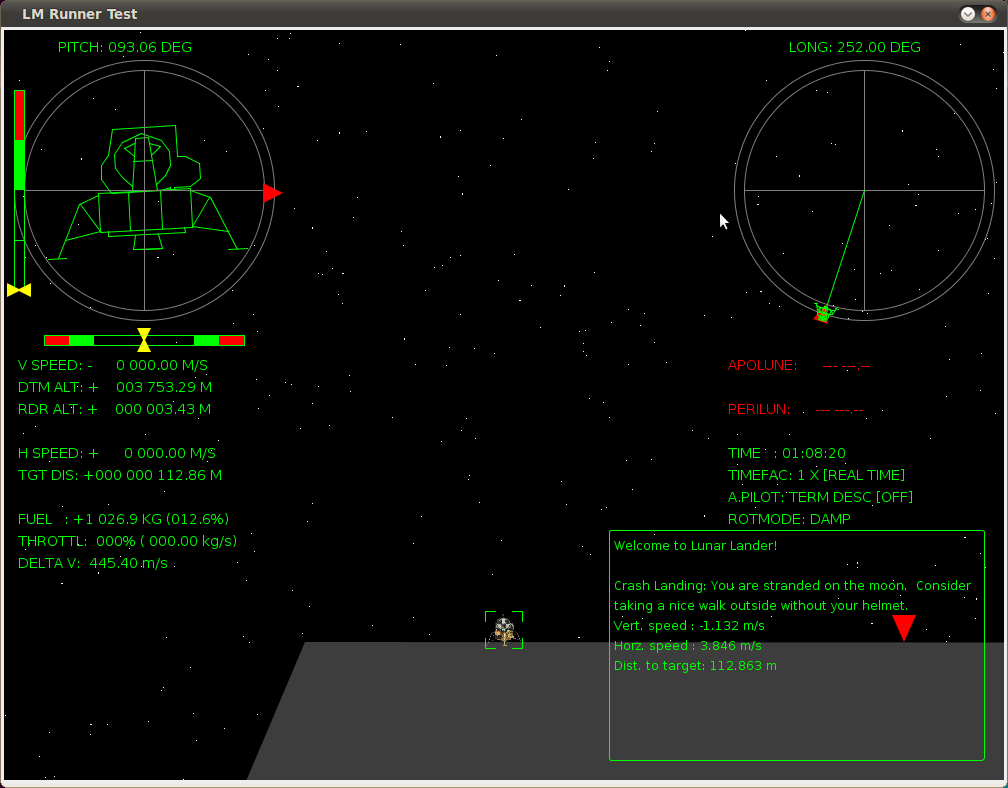 LM Runner Test
PITCH: 093.06 DEG
LONG: 252.00 DEG
V SPEED: - 0 000.00 M/S
DTM ALT: + 003 753.29 M
RDR ALT: + 000 003.43 M
H SPEED: + 0 000.00 M/S
TGT DIS: +000 000 112.86 M
FUEL : +1 026.9 KG (012.6%)
THROTTL: 000% ( 000.00 kg/s)
DELTA V: 445.40 m/s
APOLUNE: --- ---.--
PERILUN: --- ---.--
TIME : 01:08:20
TIMEFAC: 1 X [REAL TIME]
A.PILOT: TERM DESC [OFF]
ROTMODE: DAMP
Welcome to Lunar Lander!
Crash Landing: You are stranded on the moon. Consider
taking a nice walk outside without your helmet.
Vert. speed : -1.132 m/s
Horz. speed : 3.846 m/s
Dist. to target: 112.863 m